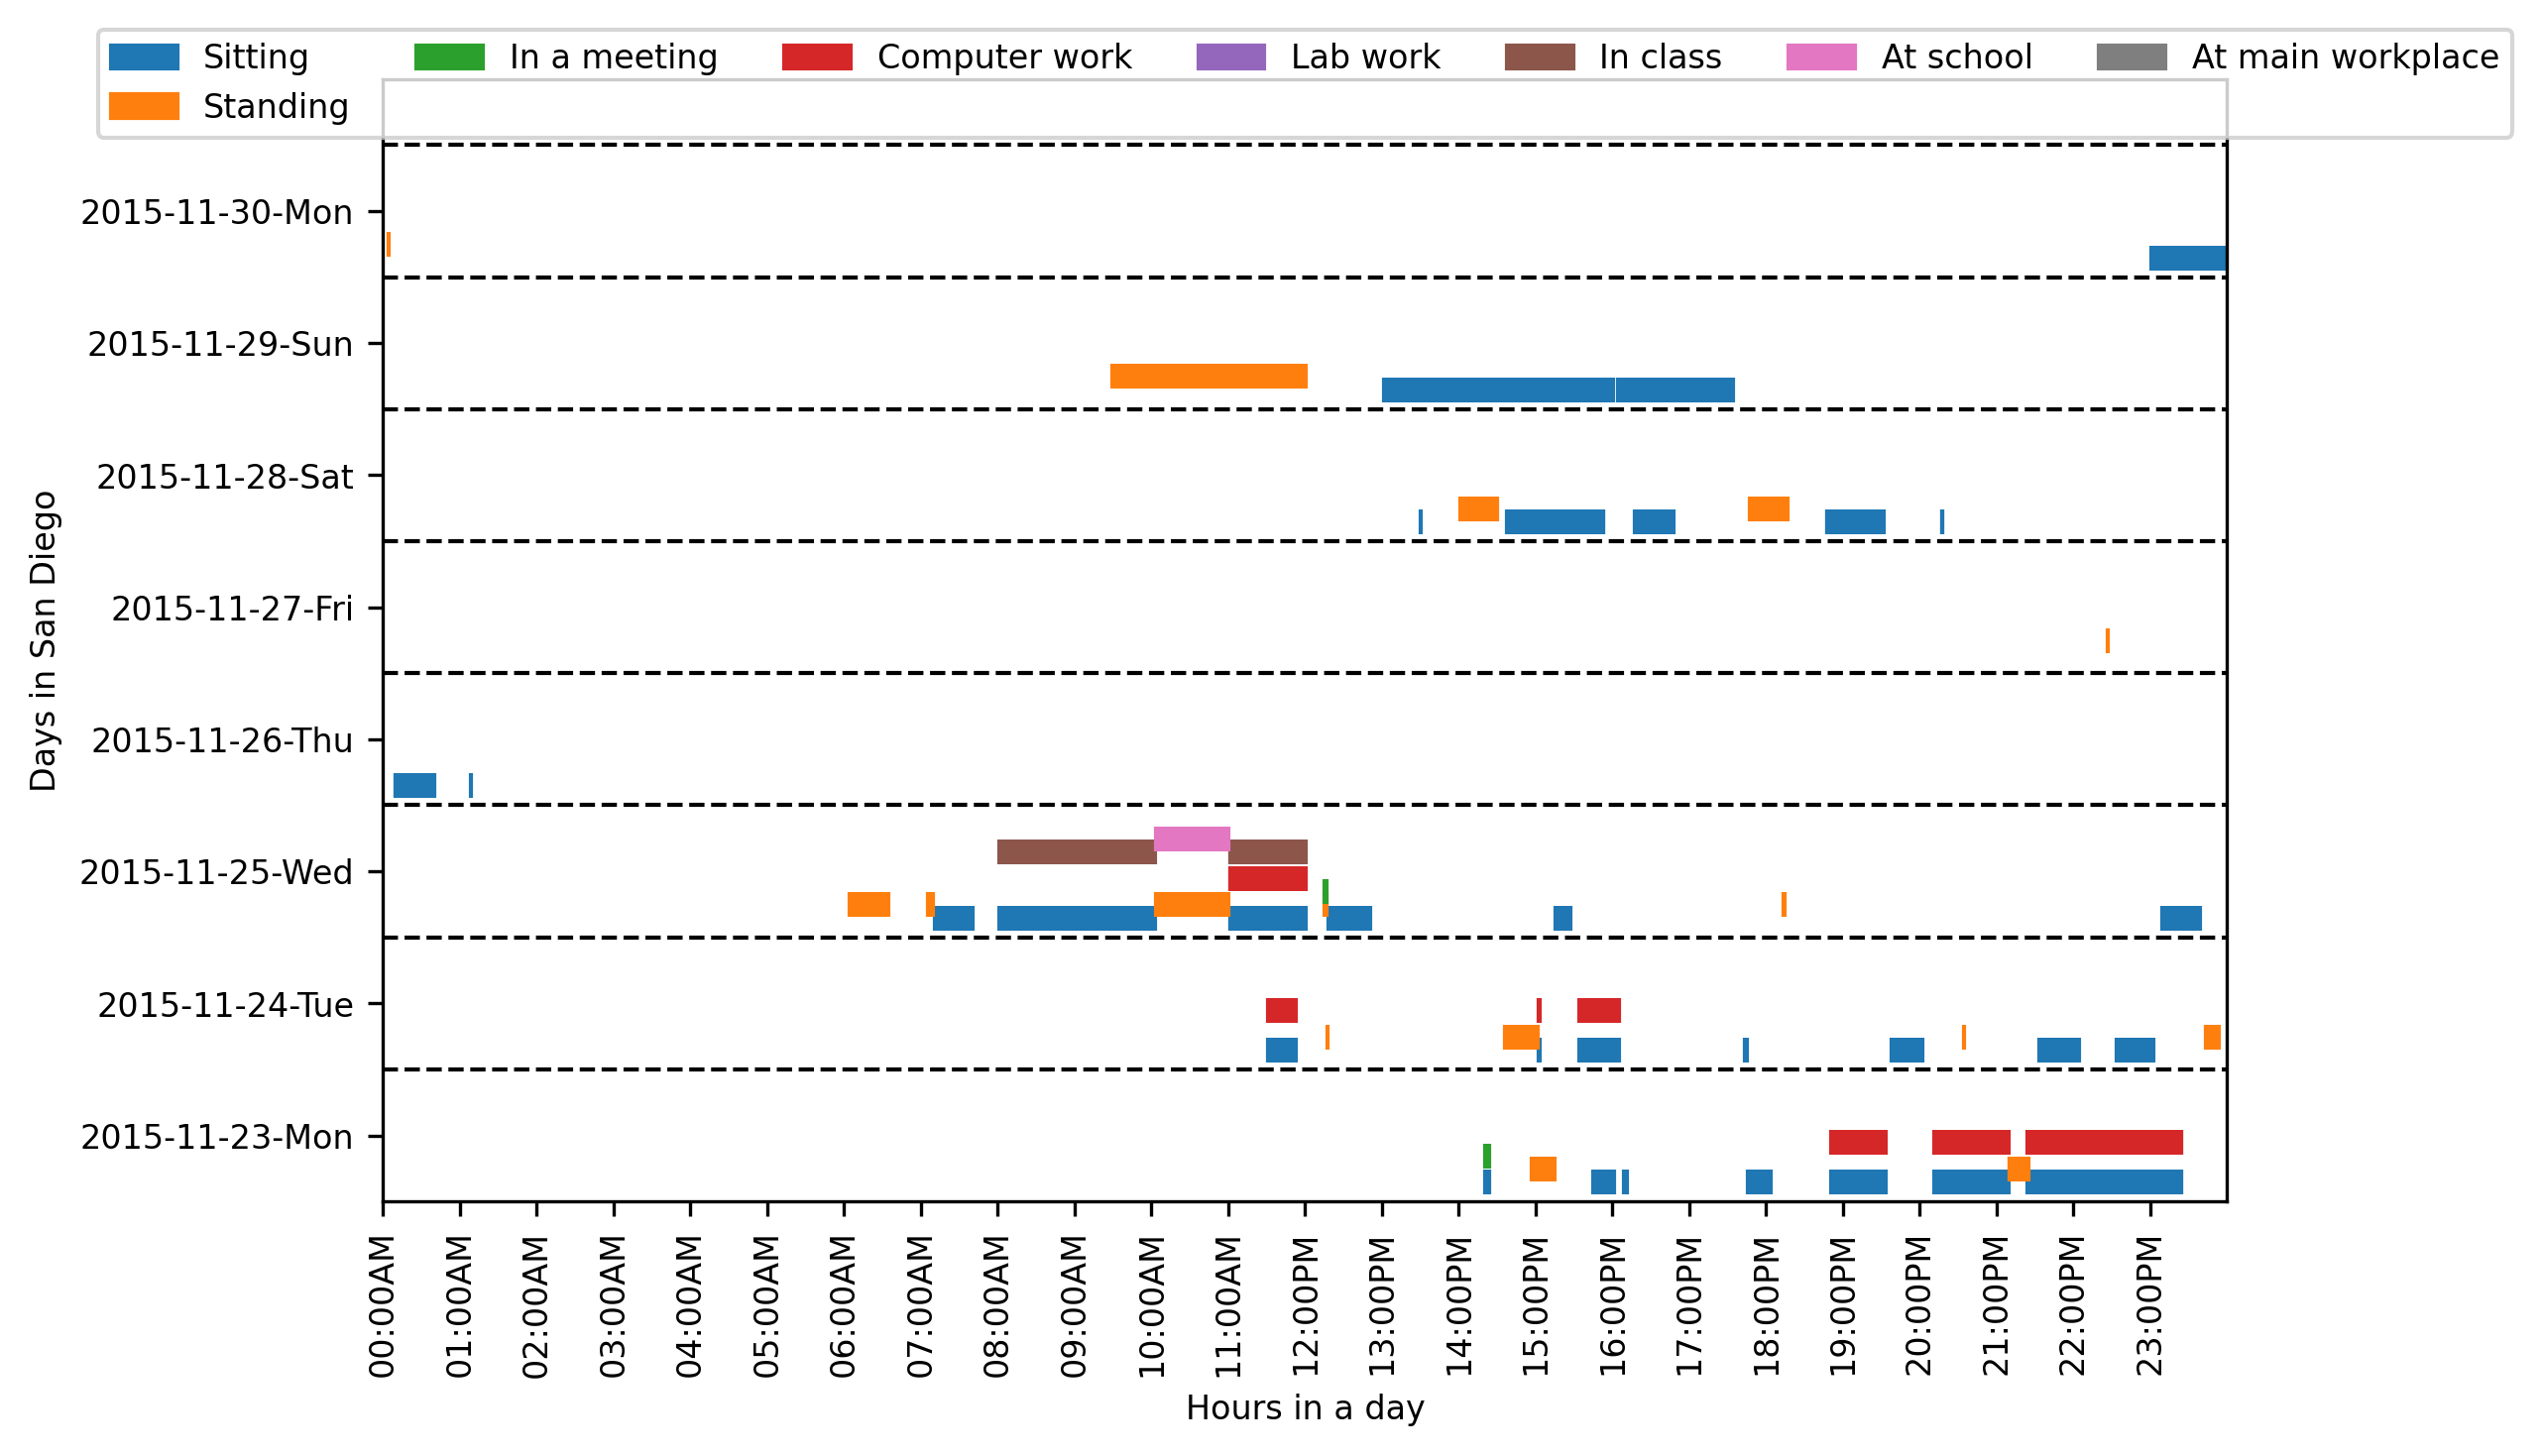 Sitting In a meeting Computer work Lab work In class At school At main workplace
Standing
2015-11-30-Mon
2015-11-29-Sun
2015-11-28-Sat
2015-11-27-Fri
2015-11-26-Thu
2015-11-25-Wed
2015-11-24-Tue
2015-11-23-Mon
Days in San Diego
00:00AM
01:00AM
02:00AM
03:00AM
04:00AM
05:00AM
06:00AM
07:00AM
08:00AM
09:00AM
10:00AM
11:00AM
12:00PM
13:00PM
14:00PM
15:00PM
16:00PM
17:00PM
18:00PM
19:00PM
20:00PM
21:00PM
22:00PM
23:00PM
Hours in a day